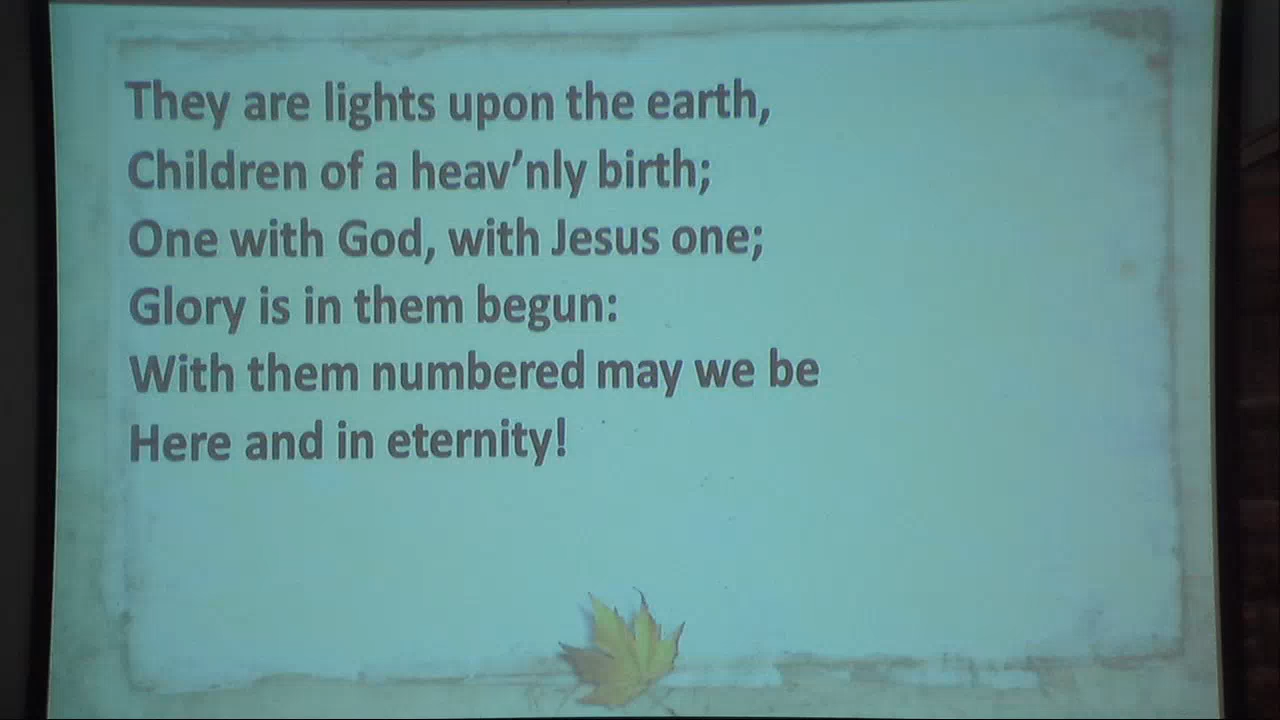 They are lights upon the earth,
Children of a heav’nly birth;
One with God, with Jesus one;
Glory is in them begun:
With them numbered may we be
Here and in eternity!